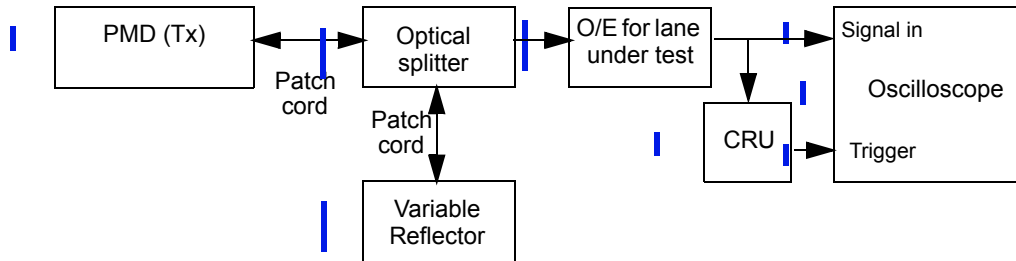 PMD (Tx)
Patch
cord
Optical
splitter
O/E for lane
under test
Signal in
Oscilloscope
CRU
Trigger
Patch
cord
Variable
Reflector